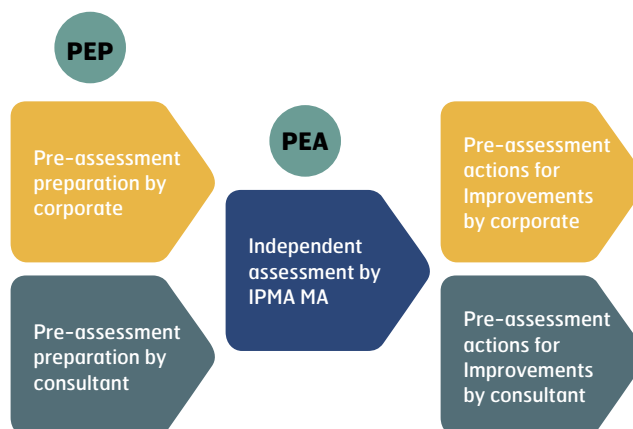 PEP
Pre-assessment
preparation by
corporate
Pre-assessment
preparation by
consultant
PEA
Independent
assessment by
IPMA MA
Pre-assessment
actions for
Improvements
by corporate
Pre-assessment
actions for
Improvements
by consultant